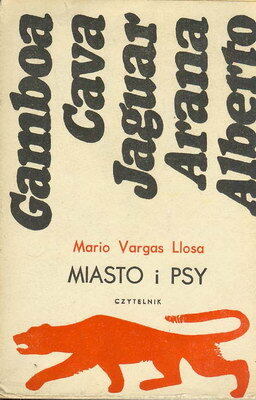 Gamboa
Cava
Jaguar
Arana
Alberto
Mario Vargas Llosa
MIASTO i PSY
CZYTELNIK